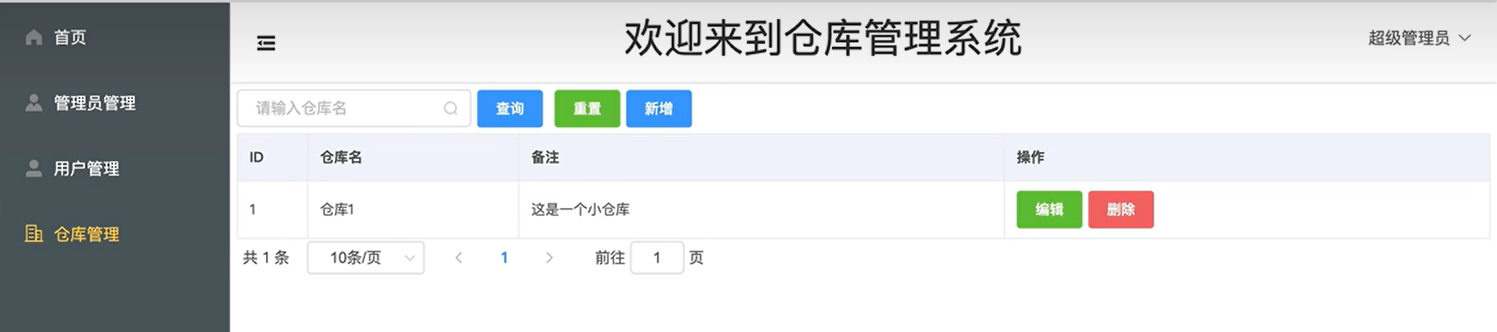 首页
管理员管理
用户管理
仓库管理
欢迎来到仓库管理系统
超级管理员
请输入仓库名 查询 重置 新增
ID 仓库名 备注 操作
1 仓库1 这是一个小仓库 编辑 删除
共 1 条 10条/页 1 前往 1 页